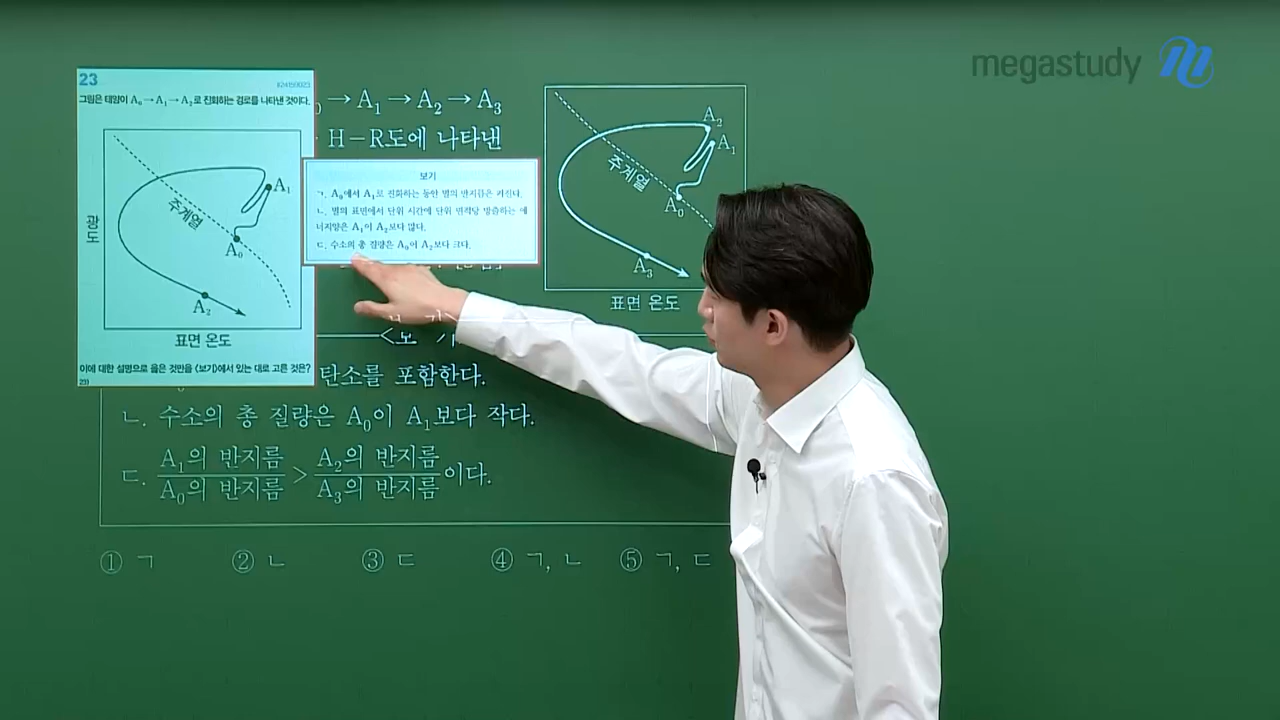 megastudy
23
그림은 태양이 A₀→A₁→A₂로 진화하는 경로를 나타낸 것이다.
광도
주계열
A₁
A₀
A₂
표면 온도
이에 대한 설명으로 옳은 것만을 <보기>에서 있는 대로 고른 것은?
23)
보기
ㄱ. A₀에서 A₁로 진화하는 동안 별의 반지름은 커진다.
ㄴ. 별의 표면에서 단위 시간에 단위 면적당 방출하는 에
너지양은 A₁이 A₂보다 많다.
ㄷ. 수소의 총 질량은 A₀이 A₂보다 크다.
→A₁→A₂→A₃
H-R도에 나타낸
A₂
A₁
주계열
A₀
A₃
표면 온도
<보 기>
탄소를 포함한다.
ㄴ. 수소의 총 질량은 A₀이 A₁보다 작다.
ㄷ. A₁의 반지름/A₀의 반지름 > A₂의 반지름/A₃의 반지름 이다.
① ㄱ ② ㄴ ③ ㄷ ④ ㄱ, ㄴ ⑤ ㄱ, ㄷ